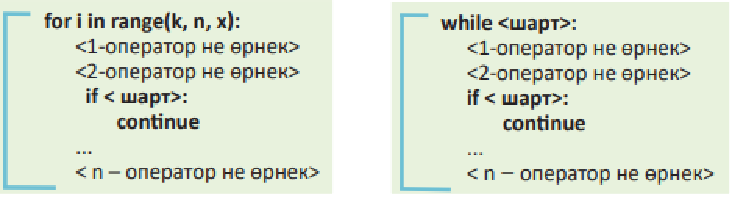 for i in range(k, n, x):
<1-оператор не өрнек>
<2-оператор не өрнек>
if < шарт>:
continue
...
< n – оператор не өрнек>
while <шарт>:
<1-оператор не өрнек>
<2-оператор не өрнек>
if < шарт>:
continue
...
< n – оператор не өрнек>